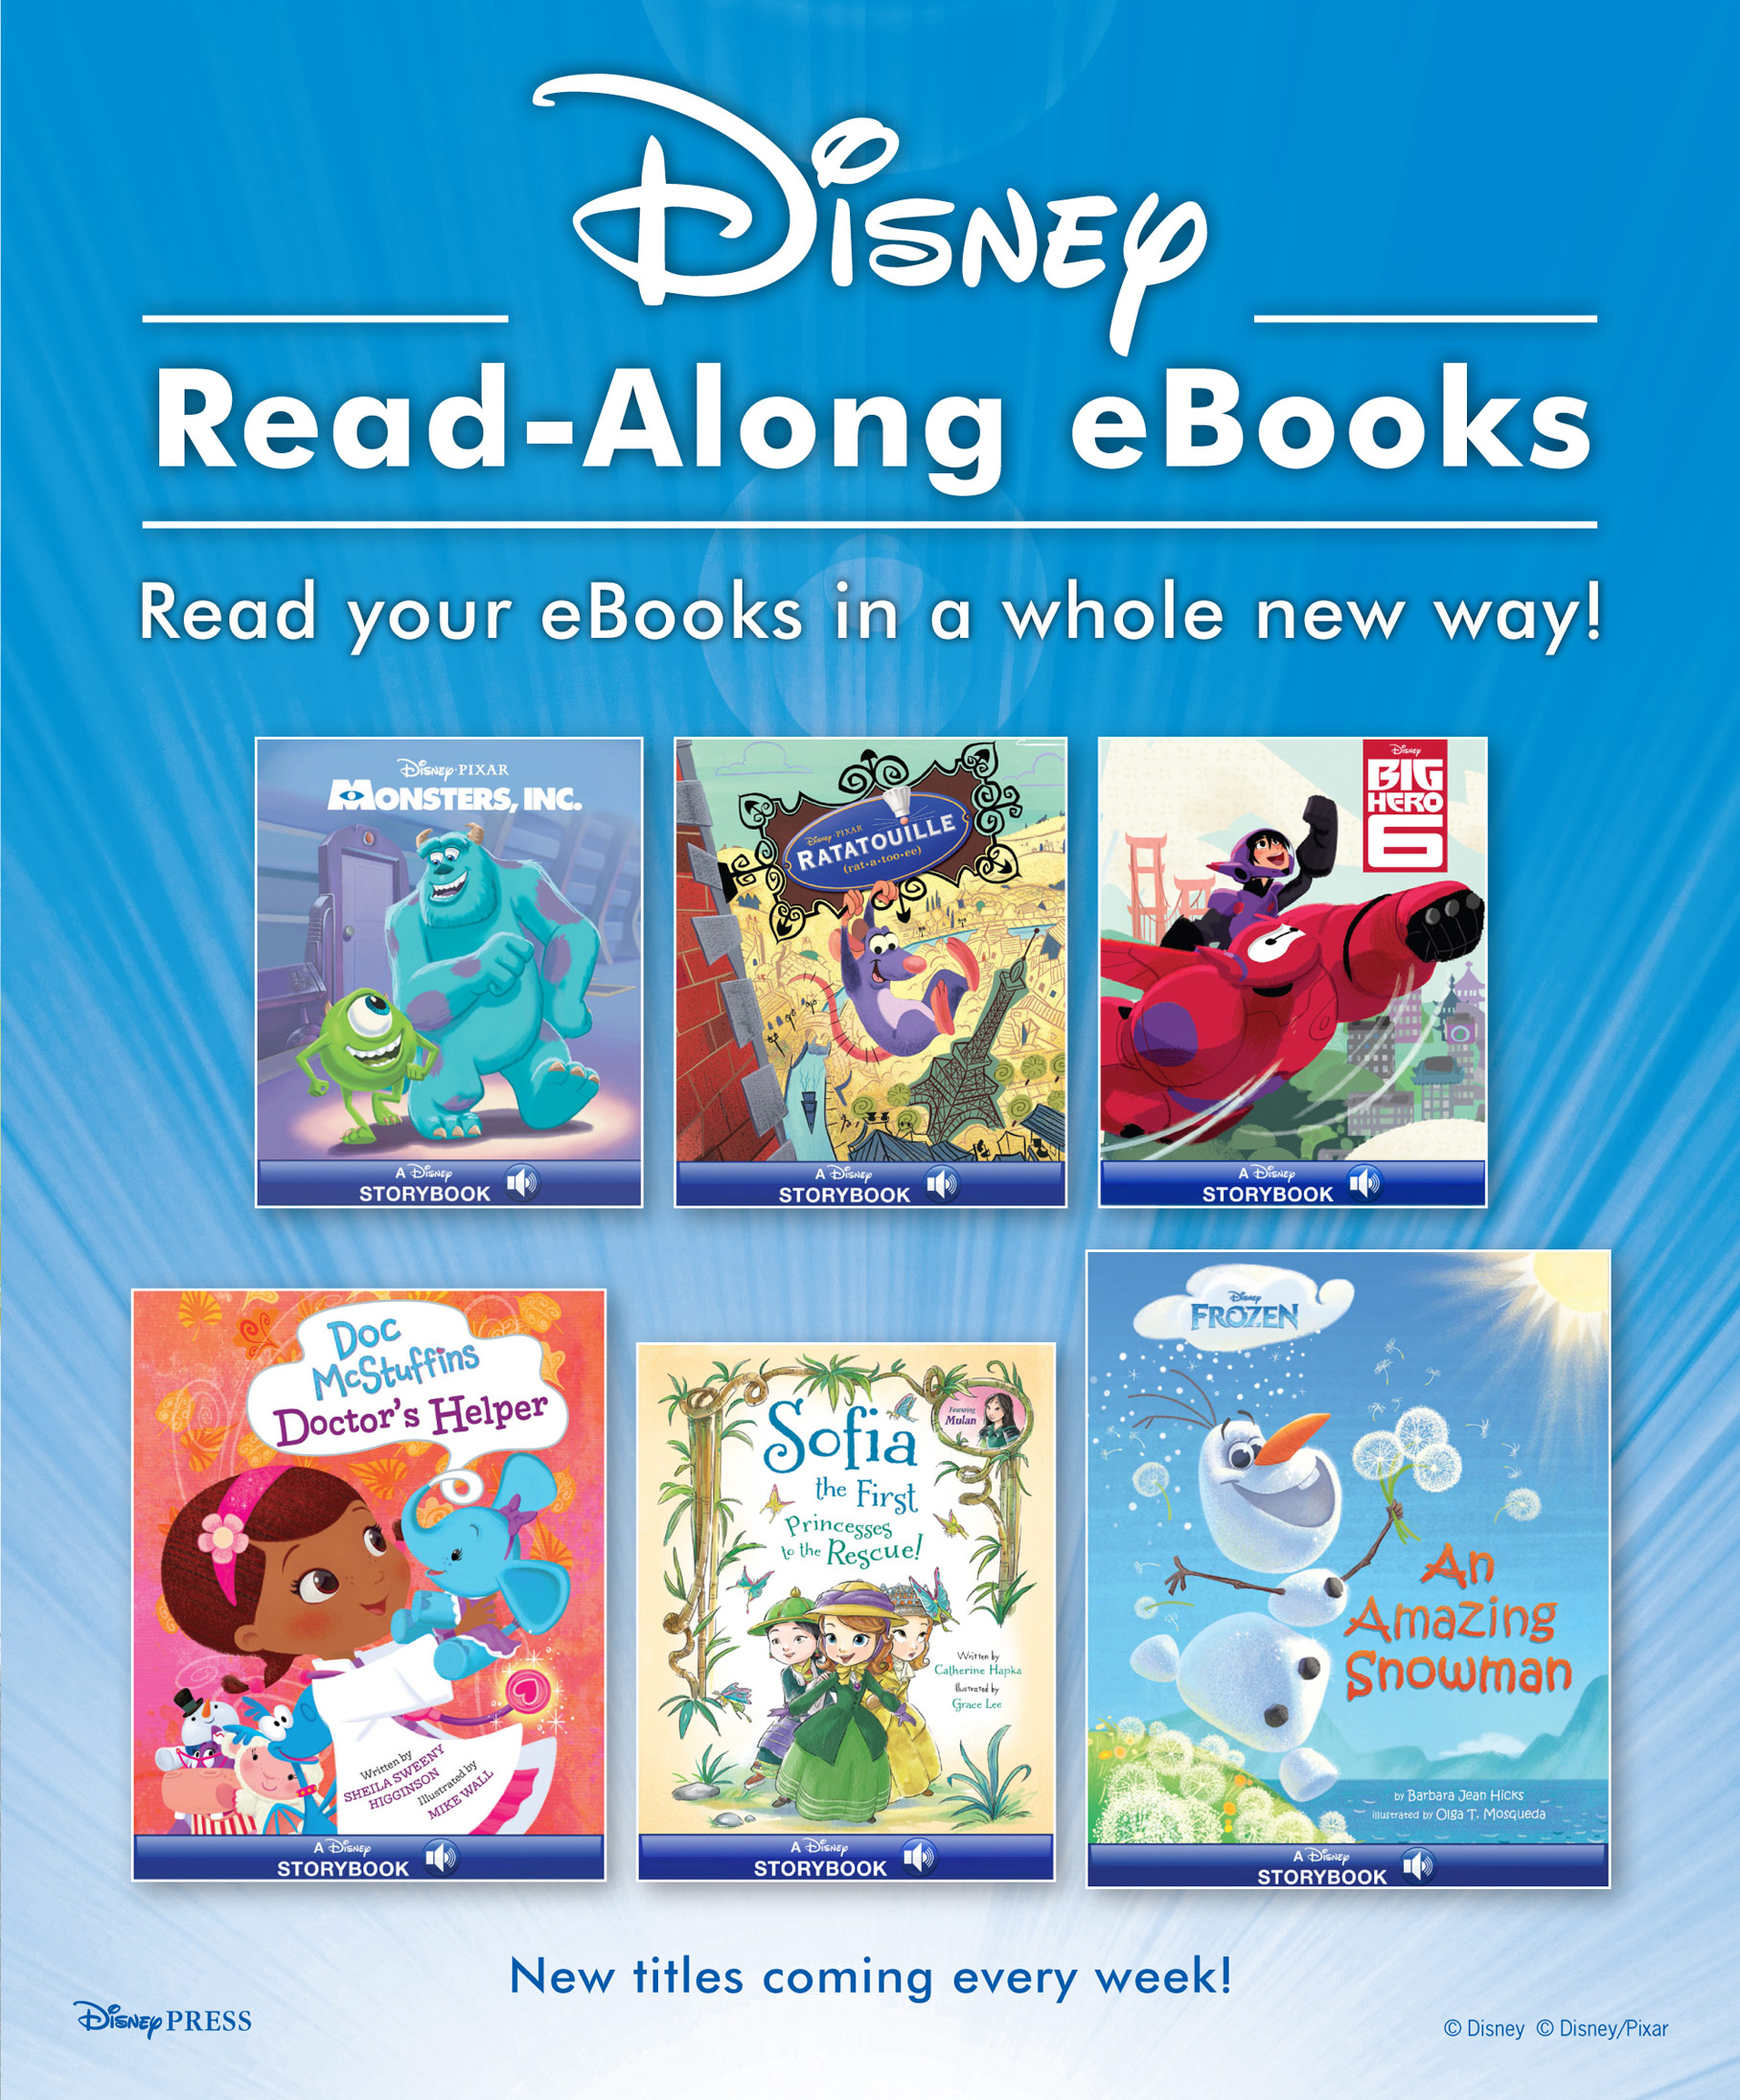 Disney
Read-Along eBooks
Read your eBooks in a whole new way!
Disney·PIXAR
MONSTERS, INC.
A Disney
STORYBOOK
Disney·PIXAR
RATATOUILLE
(rat•a•too•ee)
A Disney
STORYBOOK
Disney
BIG
HERO
6
A Disney
STORYBOOK
Doc
McStuffins
Doctor's Helper
Written by
SHEILA SWEENY
HIGGINSON
Illustrated by
MIKE WALL
A Disney
STORYBOOK
Featuring
Mulan
Sofia
the First
Princesses
to the Rescue!
Written by
Catherine Hapka
Illustrated by
Grace Lee
A Disney
STORYBOOK
Disney
FROZEN
An
Amazing
Snowman
by Barbara Jean Hicks
illustrated by Olga T. Mosqueda
A Disney
STORYBOOK
New titles coming every week!
Disney PRESS
© Disney © Disney/Pixar